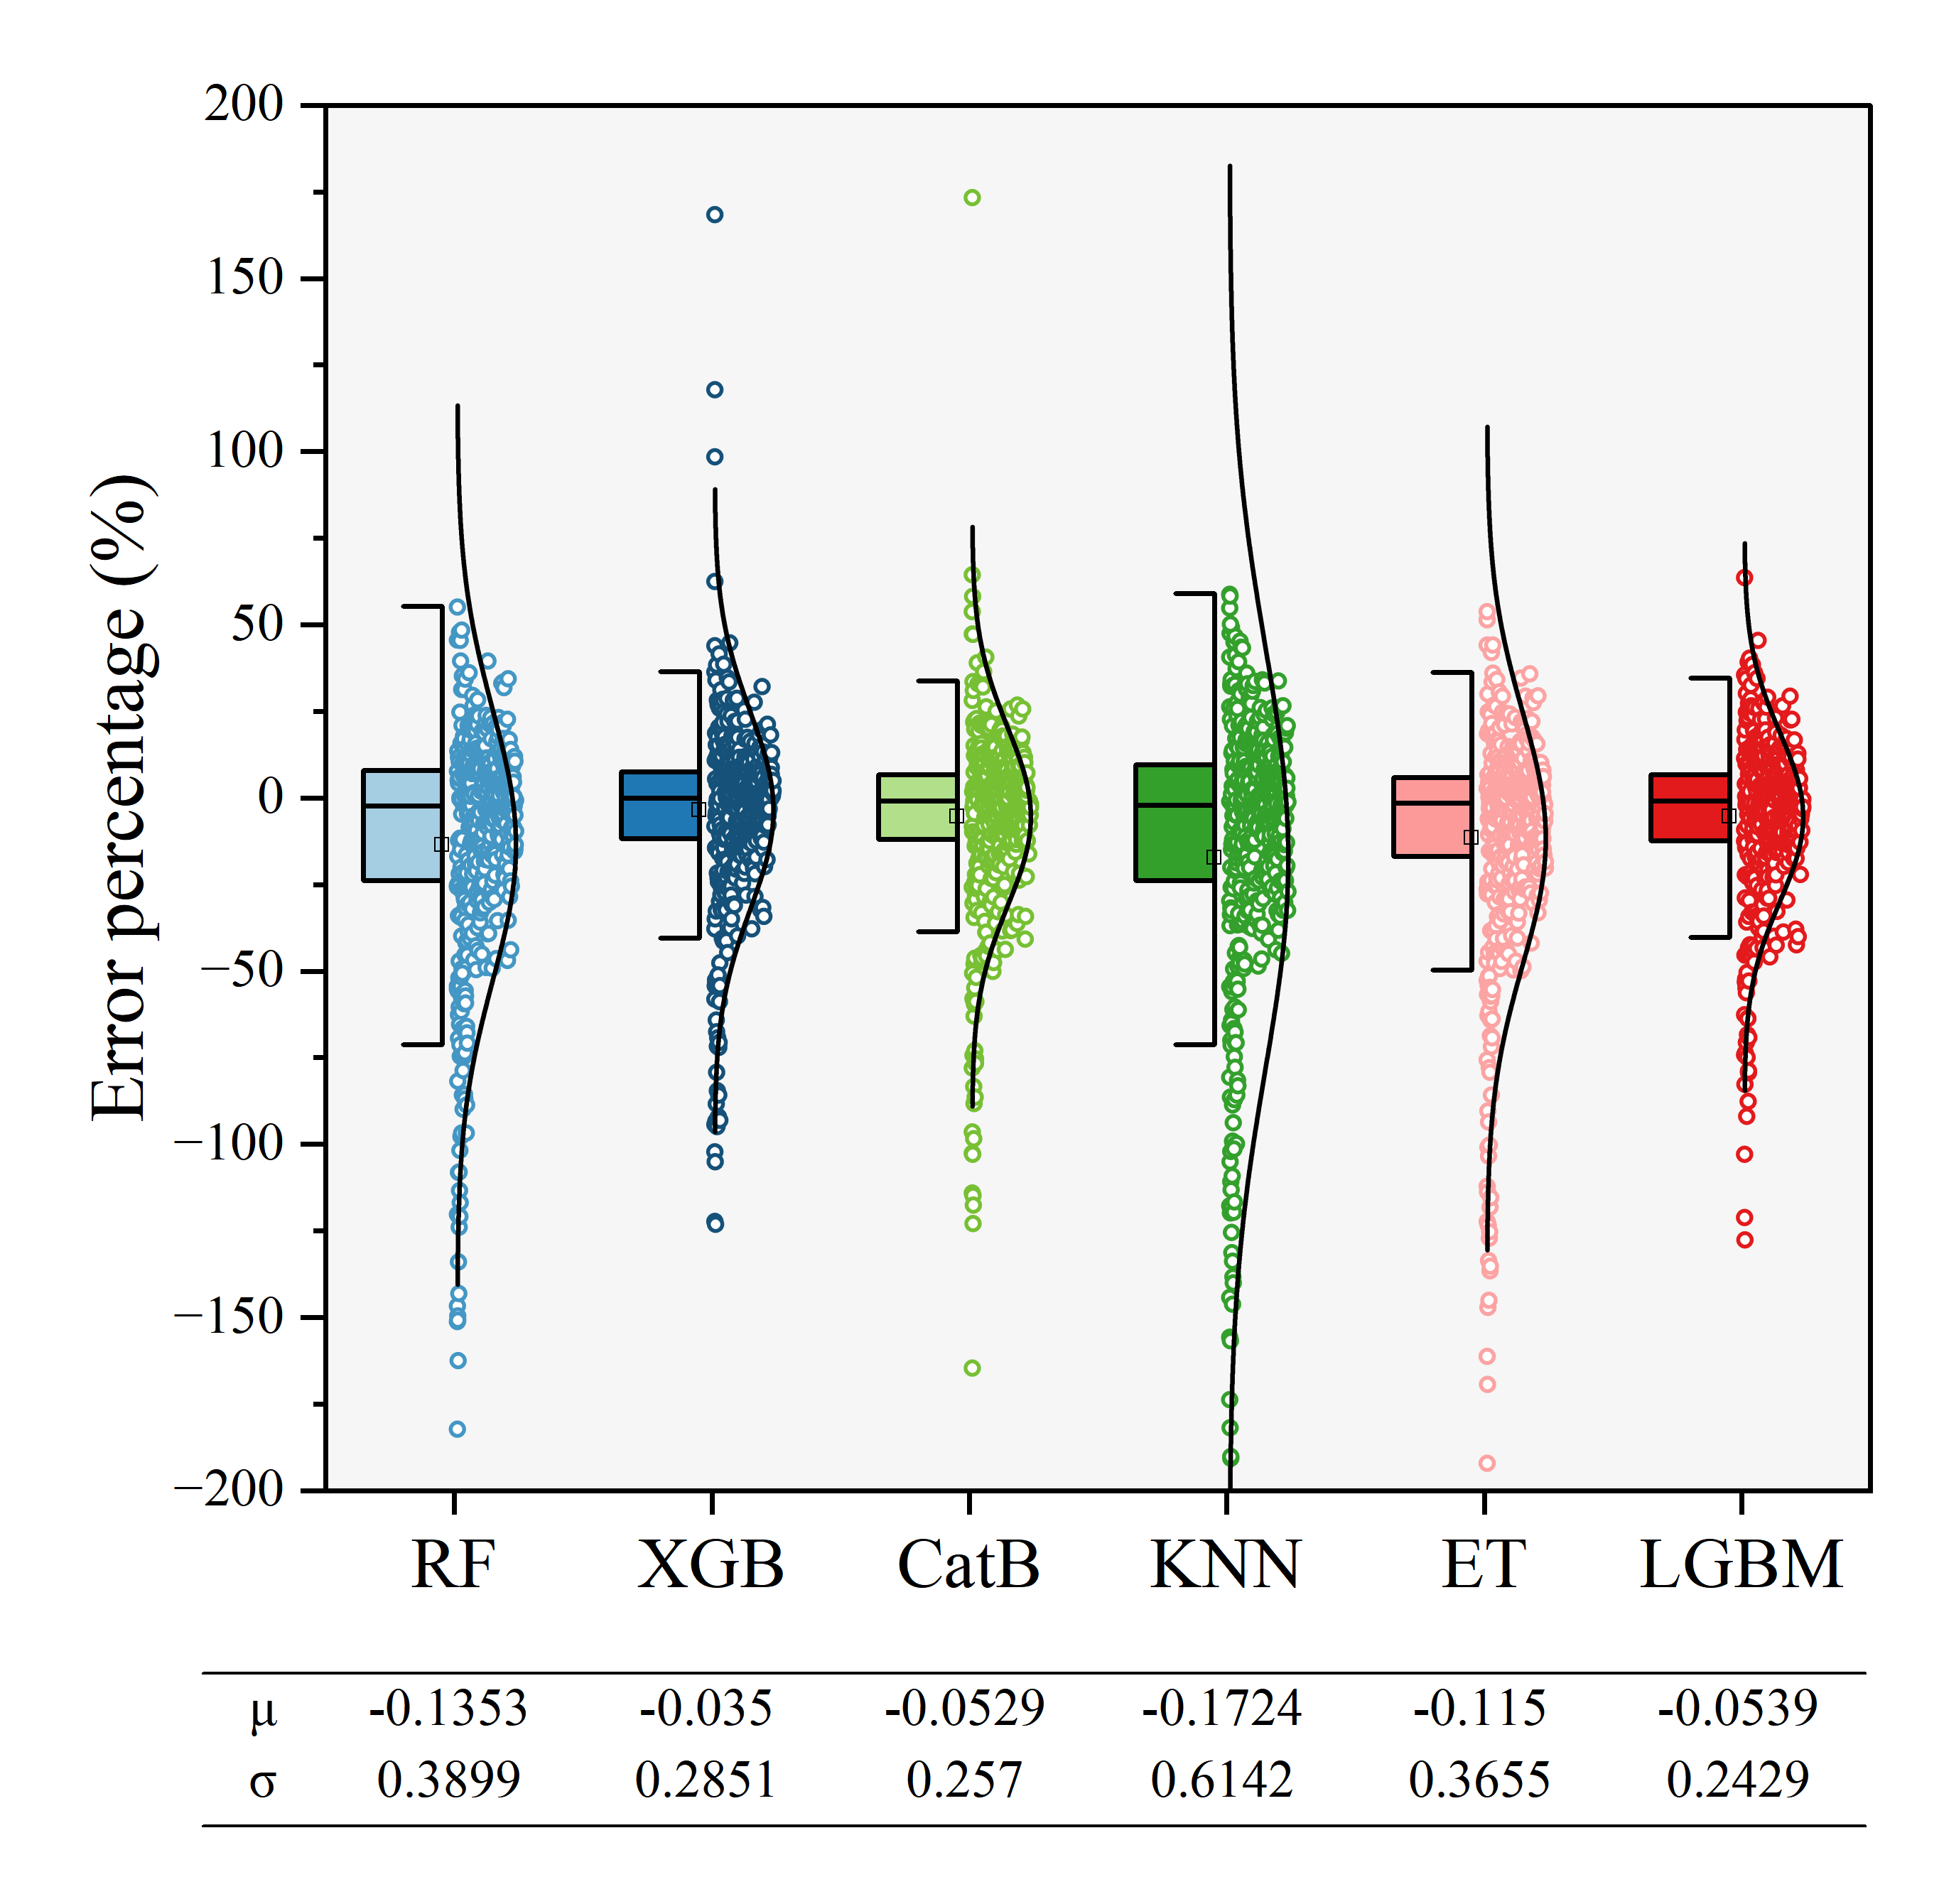 200
150
100
50
0
−50
−100
−150
−200
Error percentage (%)
RF XGB CatB KNN ET LGBM
μ -0.1353 -0.035 -0.0529 -0.1724 -0.115 -0.0539
σ 0.3899 0.2851 0.257 0.6142 0.3655 0.2429